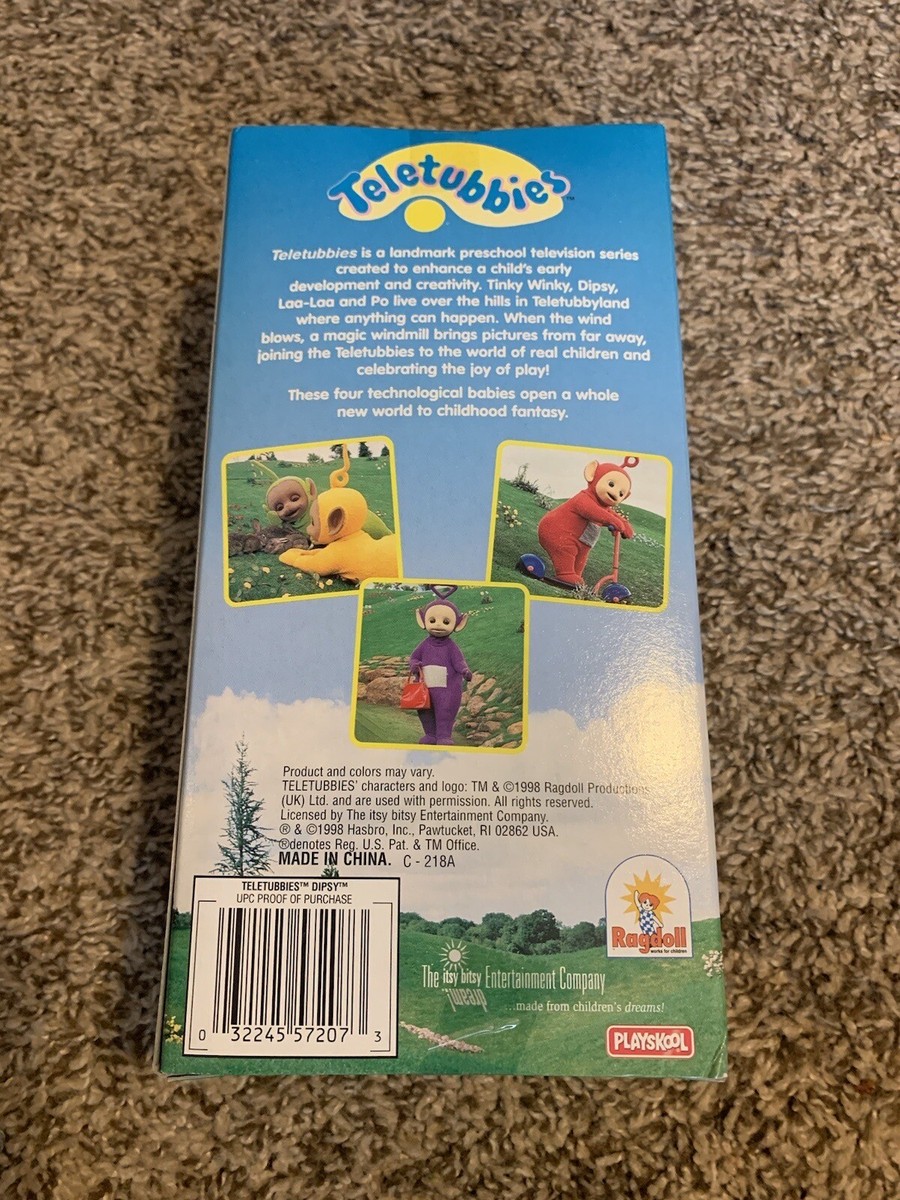 Teletubbies™
Teletubbies is a landmark preschool television series
created to enhance a child's early
development and creativity. Tinky Winky, Dipsy,
Laa-Laa and Po live over the hills in Teletubbyland
where anything can happen. When the wind
blows, a magic windmill brings pictures from far away,
joining the Teletubbies to the world of real children and
celebrating the joy of play!
These four technological babies open a whole
new world to childhood fantasy.
Product and colors may vary.
TELETUBBIES' characters and logo: TM & ©1998 Ragdoll Productions
(UK) Ltd. and are used with permission. All rights reserved.
Licensed by The itsy bitsy Entertainment Company.
® & ©1998 Hasbro, Inc., Pawtucket, RI 02862 USA.
®denotes Reg. U.S. Pat. & TM Office.
MADE IN CHINA. C - 218A
TELETUBBIES™ DIPSY™
UPC PROOF OF PURCHASE
0 32245 57207 3
Ragdoll
works for children
The itsy bitsy Entertainment Company
...made from children's dreams!
PLAYSKOOL